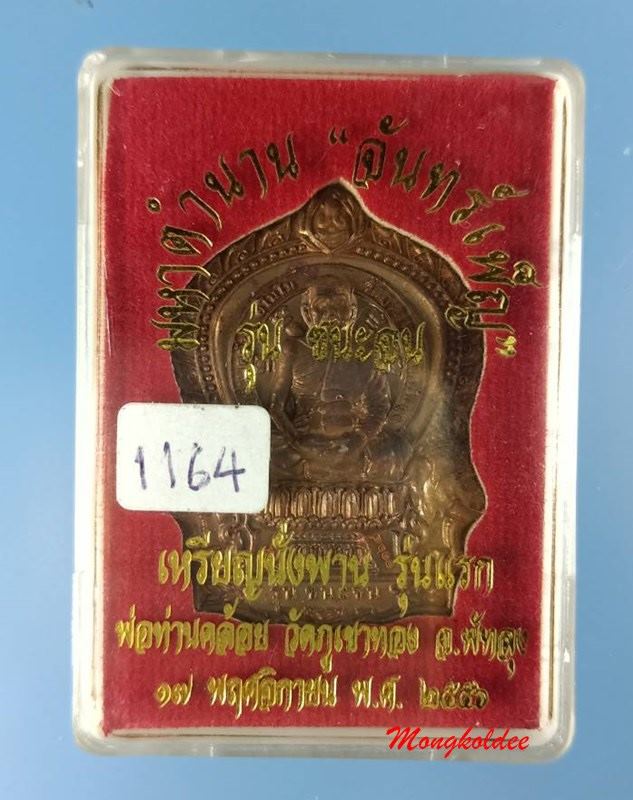 มหาตำนาน "จันทร์เพ็ญ"
รุ่น ชนะจน
1164
เหรียญนั่งพาน รุ่นแรก
พ่อท่านคล้อย วัดภูเขาทอง จ.พัทลุง
๑๗ พฤศจิกายน พ.ศ. ๒๕๕๖
Mongkoldee